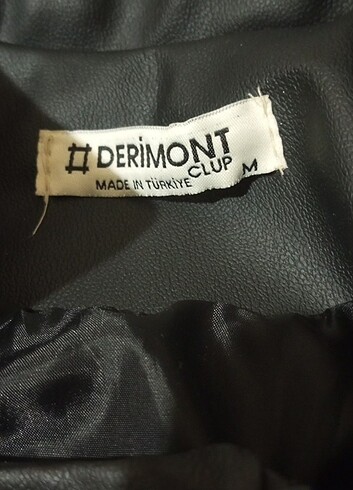 # DERİMONT
CLUP M
MADE IN TÜRKİYE